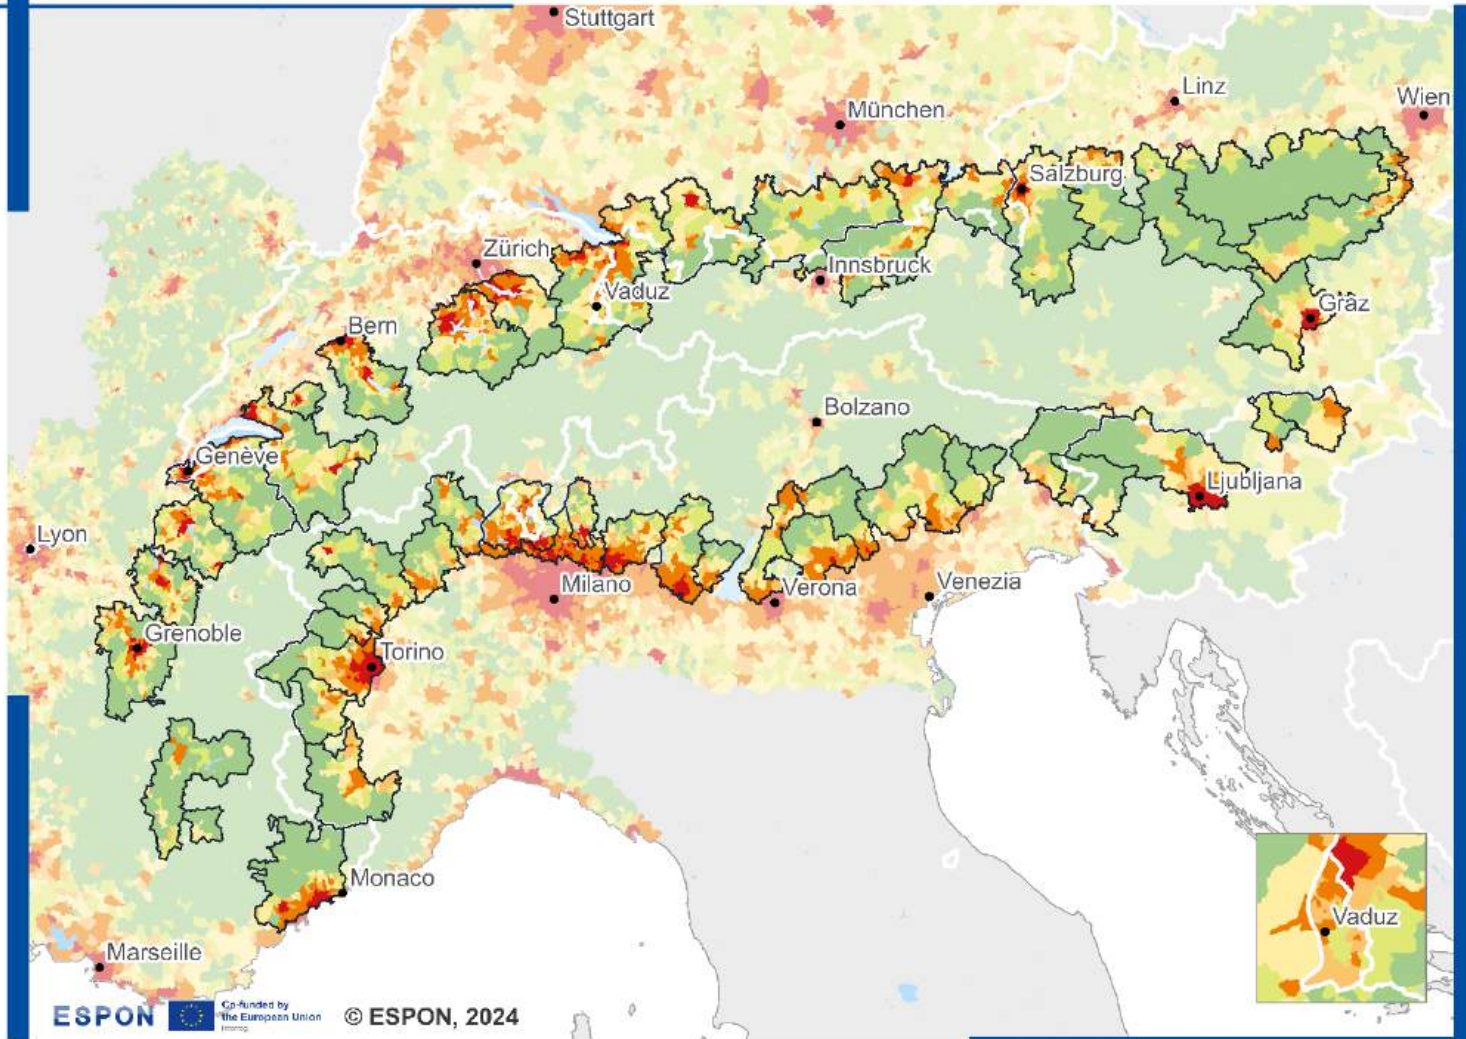 Stuttgart
Linz
Wien
München
Salzburg
Zürich
Innsbruck
Vaduz
Graz
Bern
Bolzano
Genève
Ljubljana
Lyon
Milano
Verona
Venezia
Grenoble
Torino
Monaco
Vaduz
Marseille
ESPON
Co-funded by
the European Union
Interreg
© ESPON, 2024